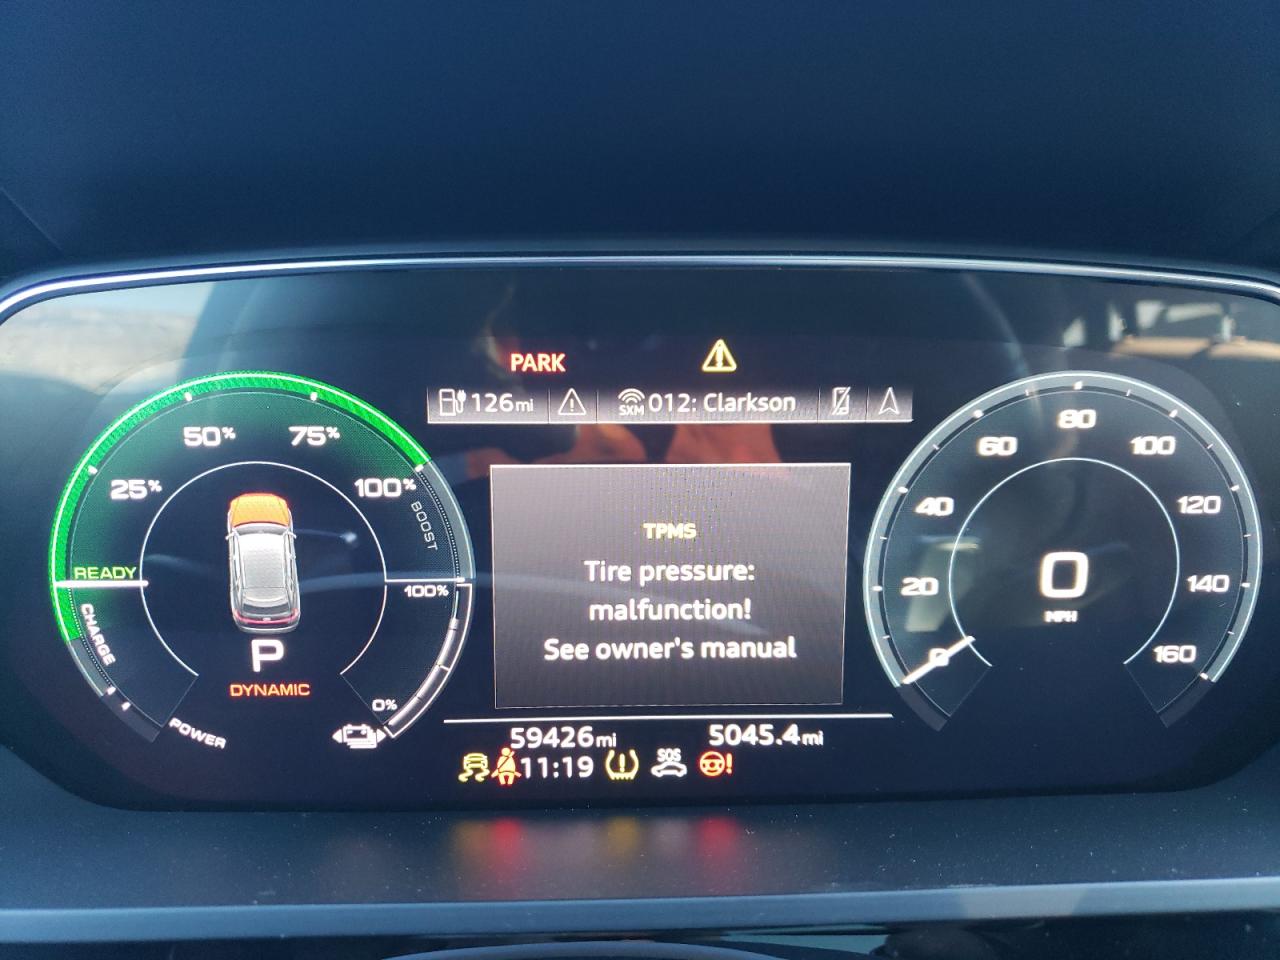 PARK
126mi
SXM 012: Clarkson
25%
50%
75%
100%
BOOST
READY
CHARGE
POWER
100%
0%
P
DYNAMIC
TPMS
Tire pressure:
malfunction!
See owner's manual
0
20
40
60
80
100
120
140
160
0
MPH
59426mi
5045.4mi
11:19
SOS